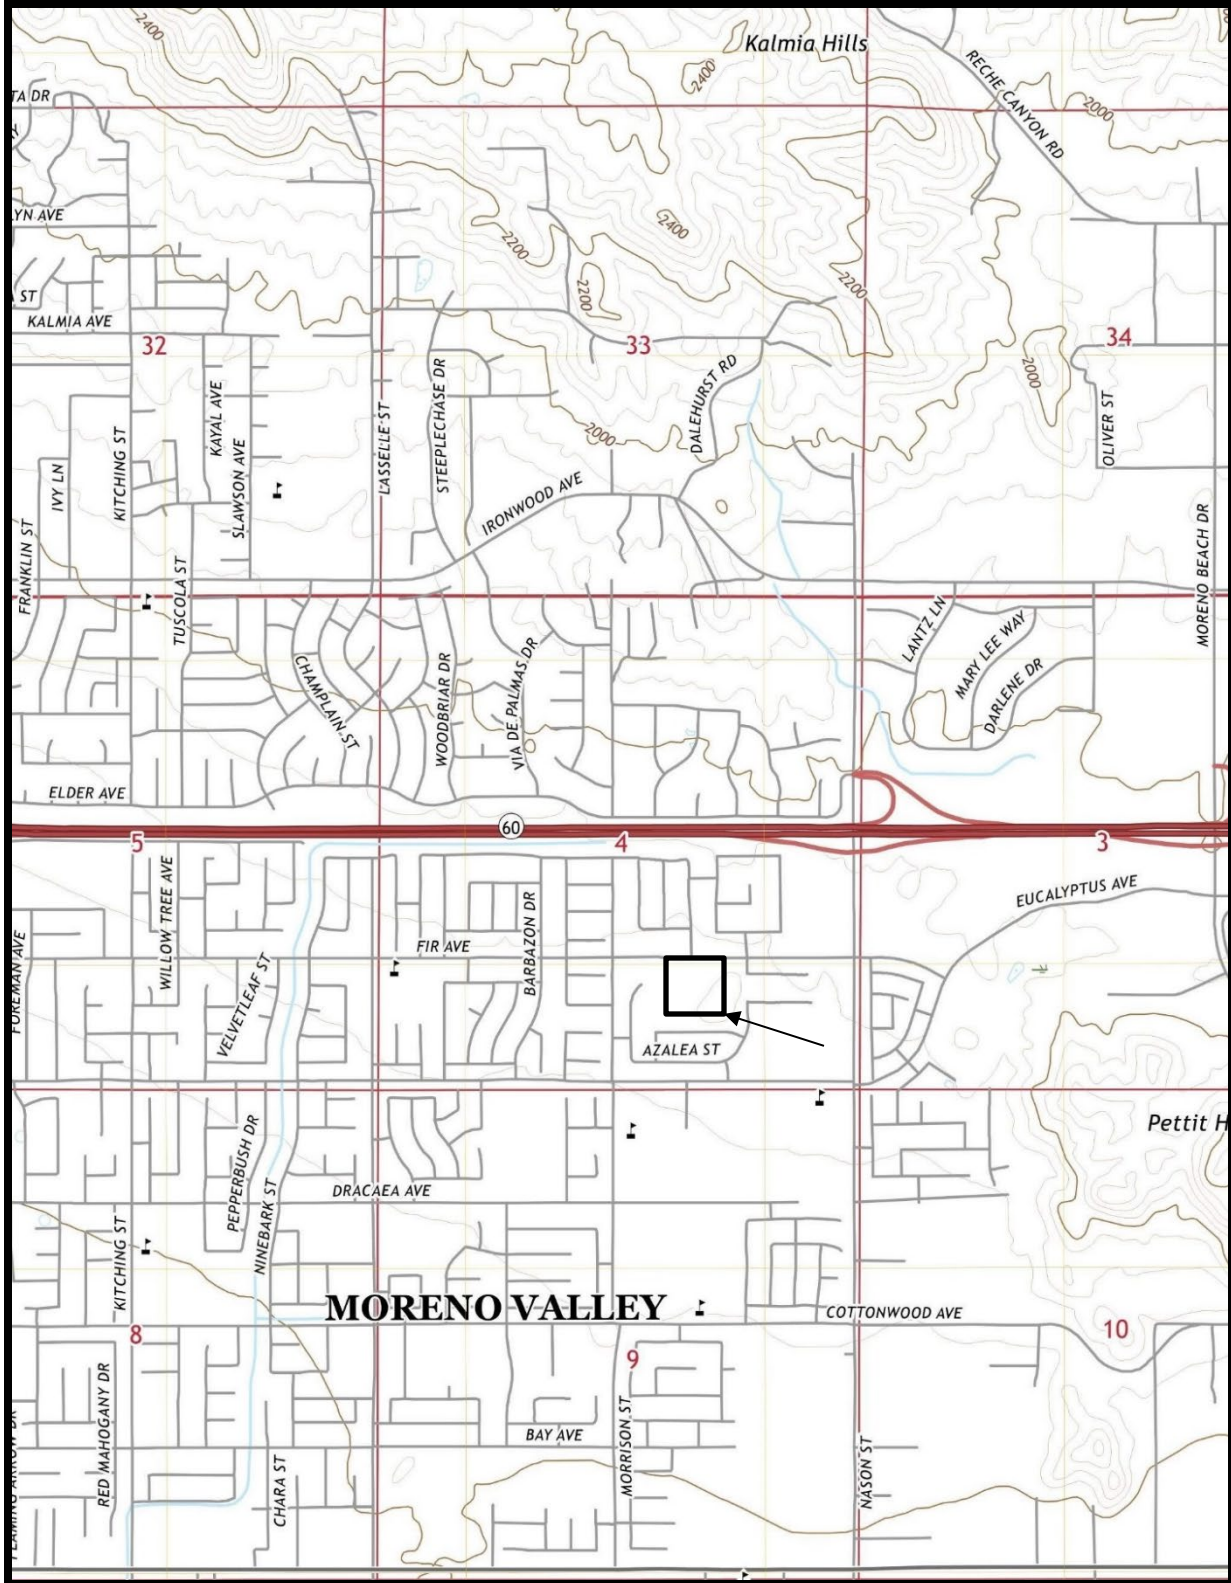 2400
Kalmia Hills
2400
RECHE CANYON RD
2000
TA DR
LYN AVE
2400
2200
2200
2200
A ST
KALMIA AVE
32
33
34
2000
KAYAL AVE
DALEHURST RD
STEEPLECHASE DR
LASSELLE ST
OLIVER ST
KITCHING ST
SLAWSON AVE
2000
IVY LN
IRONWOOD AVE
FRANKLIN ST
TUSCOLA ST
MORENO BEACH DR
LANTZ LN
MARY LEE WAY
DARLENE DR
CHAMPLAIN ST
WOODBRIAR DR
VIA DE PALMAS DR
ELDER AVE
60
5
4
3
WILLOW TREE AVE
EUCALYPTUS AVE
BARBAZON DR
FIR AVE
FOREMAN AVE
VELVETLEAF ST
AZALEA ST
Pettit H
PEPPERBUSH DR
DRACAEA AVE
NINEBARK ST
KITCHING ST
MORENO VALLEY
COTTONWOOD AVE
8
9
10
RED MAHOGANY DR
MORRISON ST
BAY AVE
NASON ST
CHARA ST
FLAMING ARROW DR